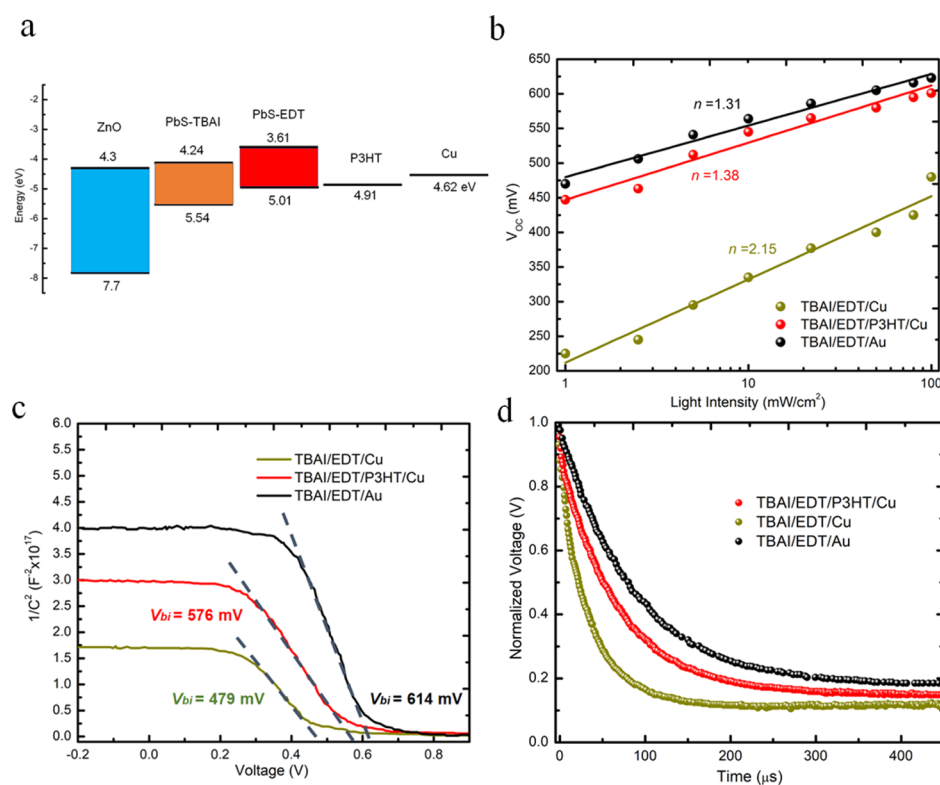 a
-2
-3
-4
-5
-6
-7
-8
Energy (eV)
ZnO
4.3
7.7
PbS-TBAI
4.24
5.54
PbS-EDT
3.61
5.01
P3HT
4.91
Cu
4.62 eV
b
650
600
550
500
450
400
350
300
250
200
V_OC (mV)
n=1.31
n=1.38
n=2.15
TBAI/EDT/Cu
TBAI/EDT/P3HT/Cu
TBAI/EDT/Au
1
10
100
Light Intensity (mW/cm²)
c
6.0
5.5
5.0
4.5
4.0
3.5
3.0
2.5
2.0
1.5
1.0
0.5
0.0
1/C² (F⁻²x10¹⁷)
TBAI/EDT/Cu
TBAI/EDT/P3HT/Cu
TBAI/EDT/Au
V_bi = 576 mV
V_bi = 479 mV
V_bi = 614 mV
-0.2
0.0
0.2
0.4
0.6
0.8
Voltage (V)
d
1.0
0.8
0.6
0.4
0.2
0.0
Normalized Voltage (V)
TBAI/EDT/P3HT/Cu
TBAI/EDT/Cu
TBAI/EDT/Au
0
100
200
300
400
Time (μs)